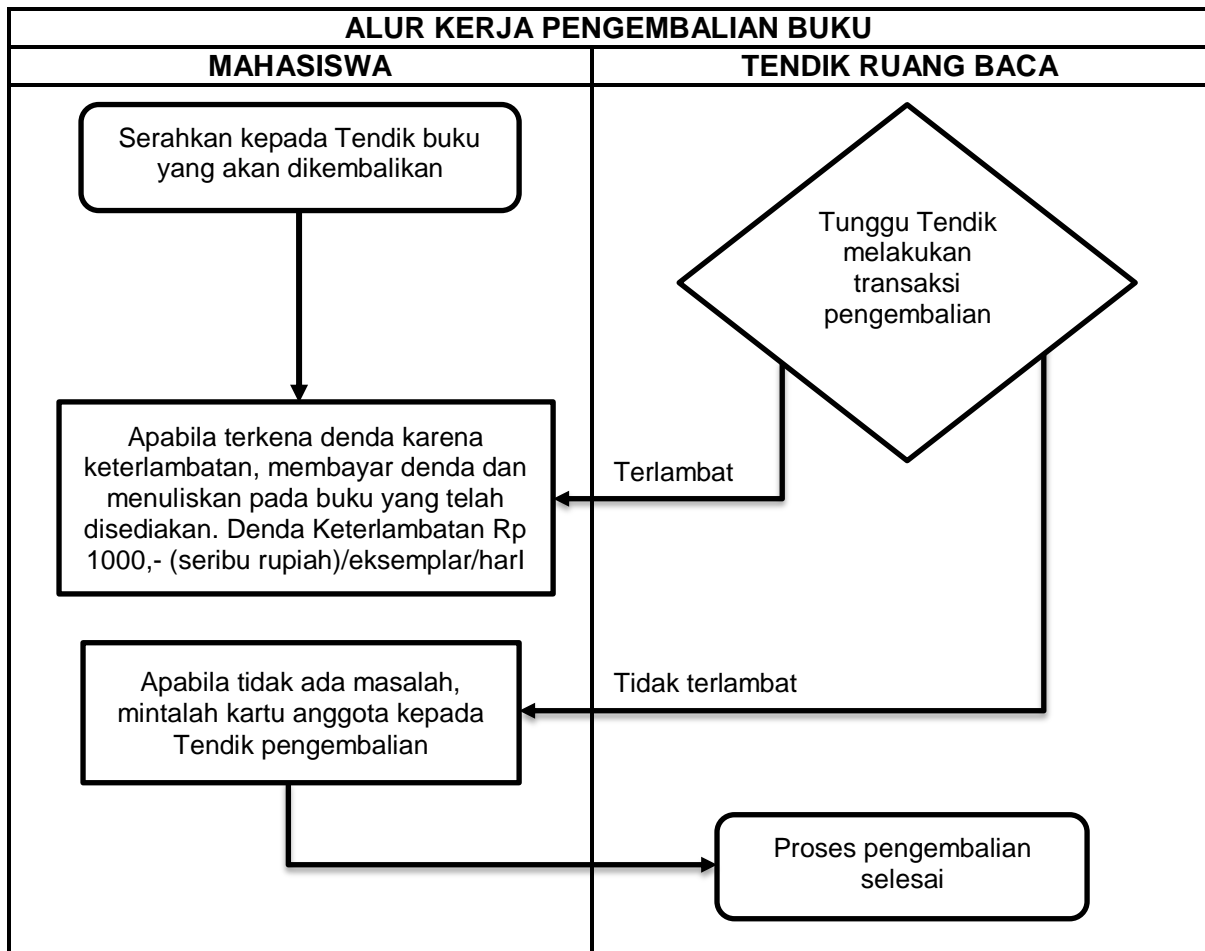 ALUR KERJA PENGEMBALIAN BUKU
MAHASISWA
TENDIK RUANG BACA
Serahkan kepada Tendik buku
yang akan dikembalikan
Tunggu Tendik
melakukan
transaksi
pengembalian
Apabila terkena denda karena
keterlambatan, membayar denda dan
menuliskan pada buku yang telah
disediakan. Denda Keterlambatan Rp
1000,- (seribu rupiah)/eksemplar/harI
Terlambat
Apabila tidak ada masalah,
mintalah kartu anggota kepada
Tendik pengembalian
Tidak terlambat
Proses pengembalian
selesai